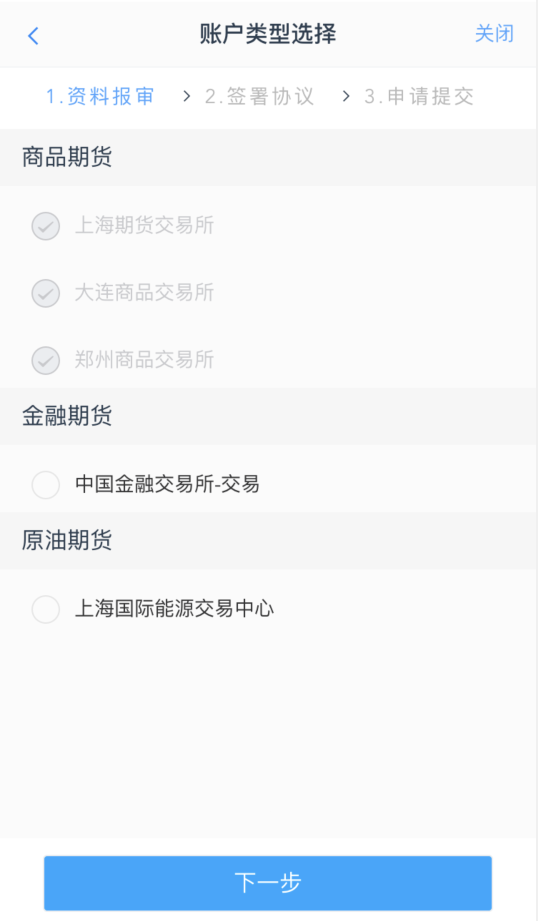 账户类型选择 关闭
1.资料报审 > 2.签署协议 > 3.申请提交
商品期货
上海期货交易所
大连商品交易所
郑州商品交易所
金融期货
中国金融交易所-交易
原油期货
上海国际能源交易中心
下一步